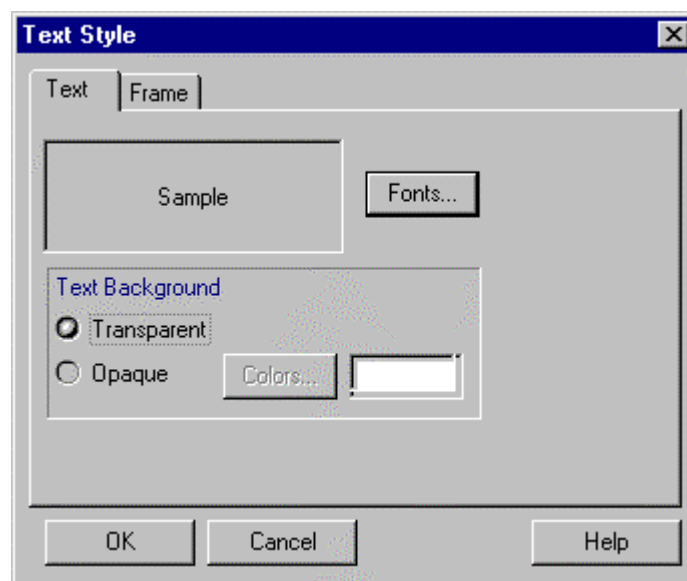 Text Style
Text Frame
Sample Fonts...
Text Background
Transparent
Opaque Colors...
OK Cancel Help